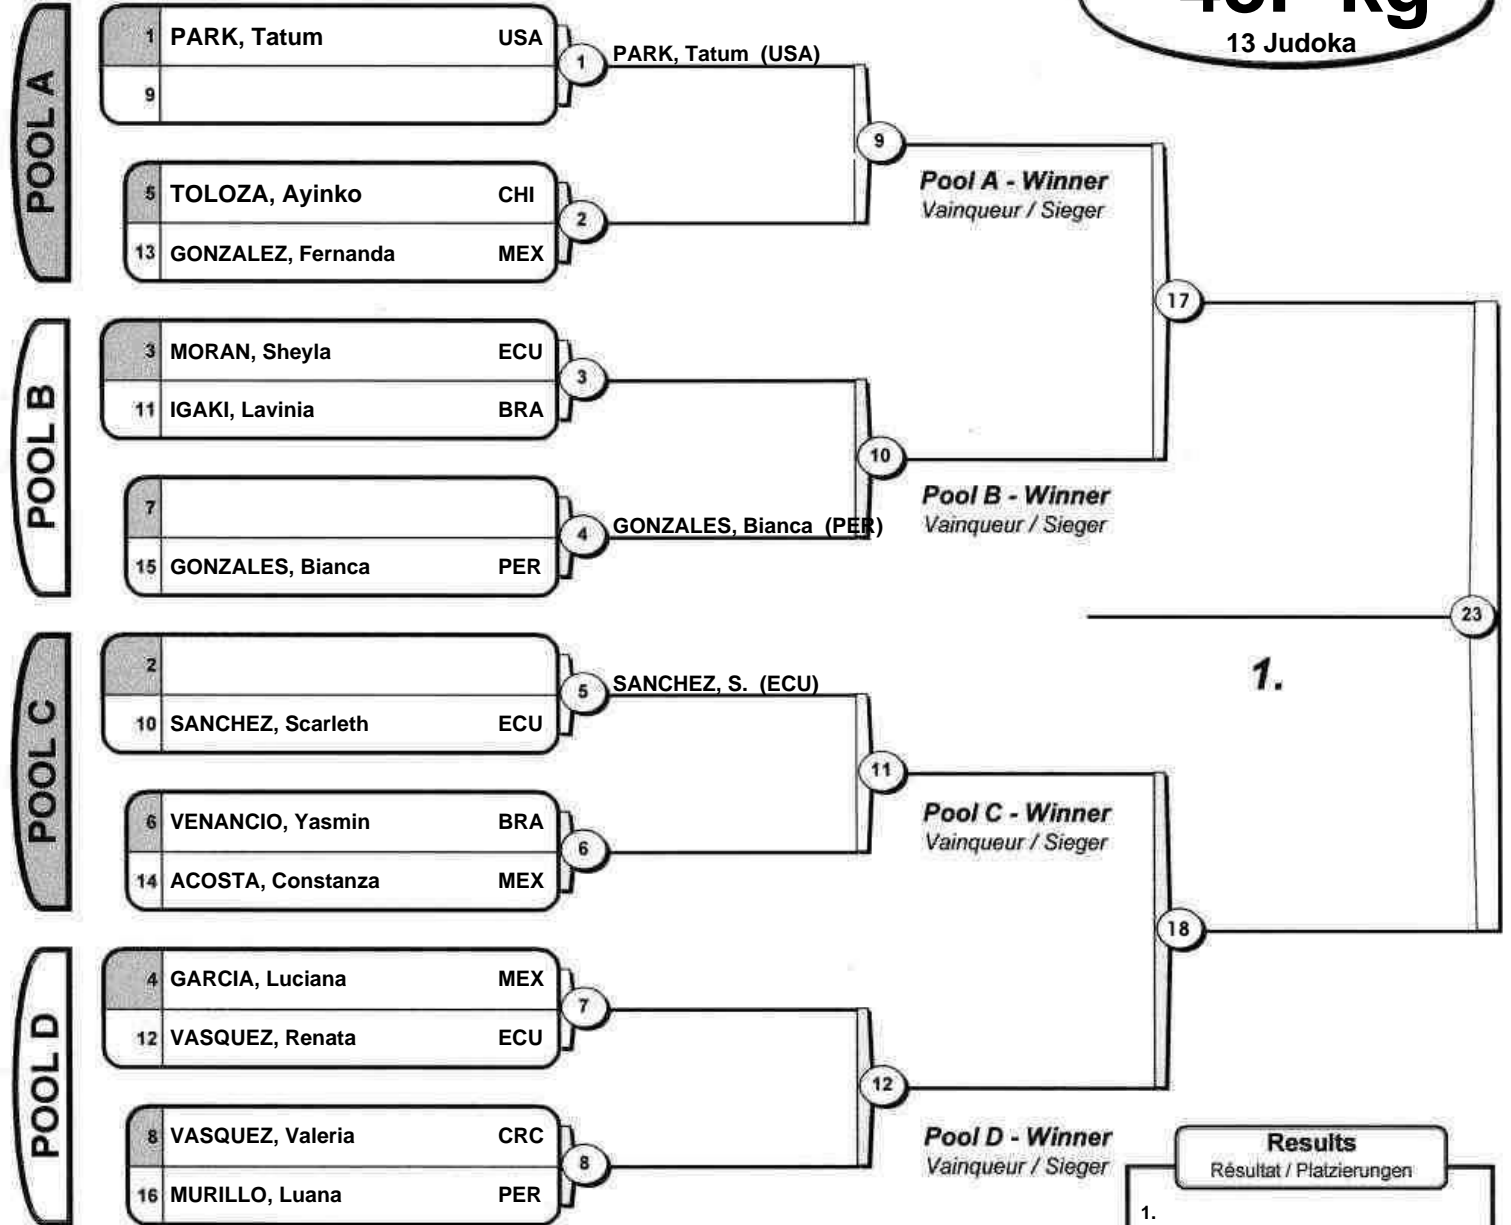 13 Judoka
POOL A
1 PARK, Tatum USA
9
1 PARK, Tatum (USA)
5 TOLOZA, Ayinko CHI
13 GONZALEZ, Fernanda MEX
2
9
Pool A - Winner
Vainqueur / Sieger
POOL B
3 MORAN, Sheyla ECU
11 IGAKI, Lavinia BRA
3
7
15 GONZALES, Bianca PER
4 GONZALES, Bianca (PER)
10
Pool B - Winner
Vainqueur / Sieger
17
23
1.
POOL C
2
10 SANCHEZ, Scarleth ECU
5 SANCHEZ, S. (ECU)
6 VENANCIO, Yasmin BRA
14 ACOSTA, Constanza MEX
6
11
Pool C - Winner
Vainqueur / Sieger
POOL D
4 GARCIA, Luciana MEX
12 VASQUEZ, Renata ECU
7
8 VASQUEZ, Valeria CRC
16 MURILLO, Luana PER
8
12
Pool D - Winner
Vainqueur / Sieger
18
Results
Résultat / Platzierungen
1.